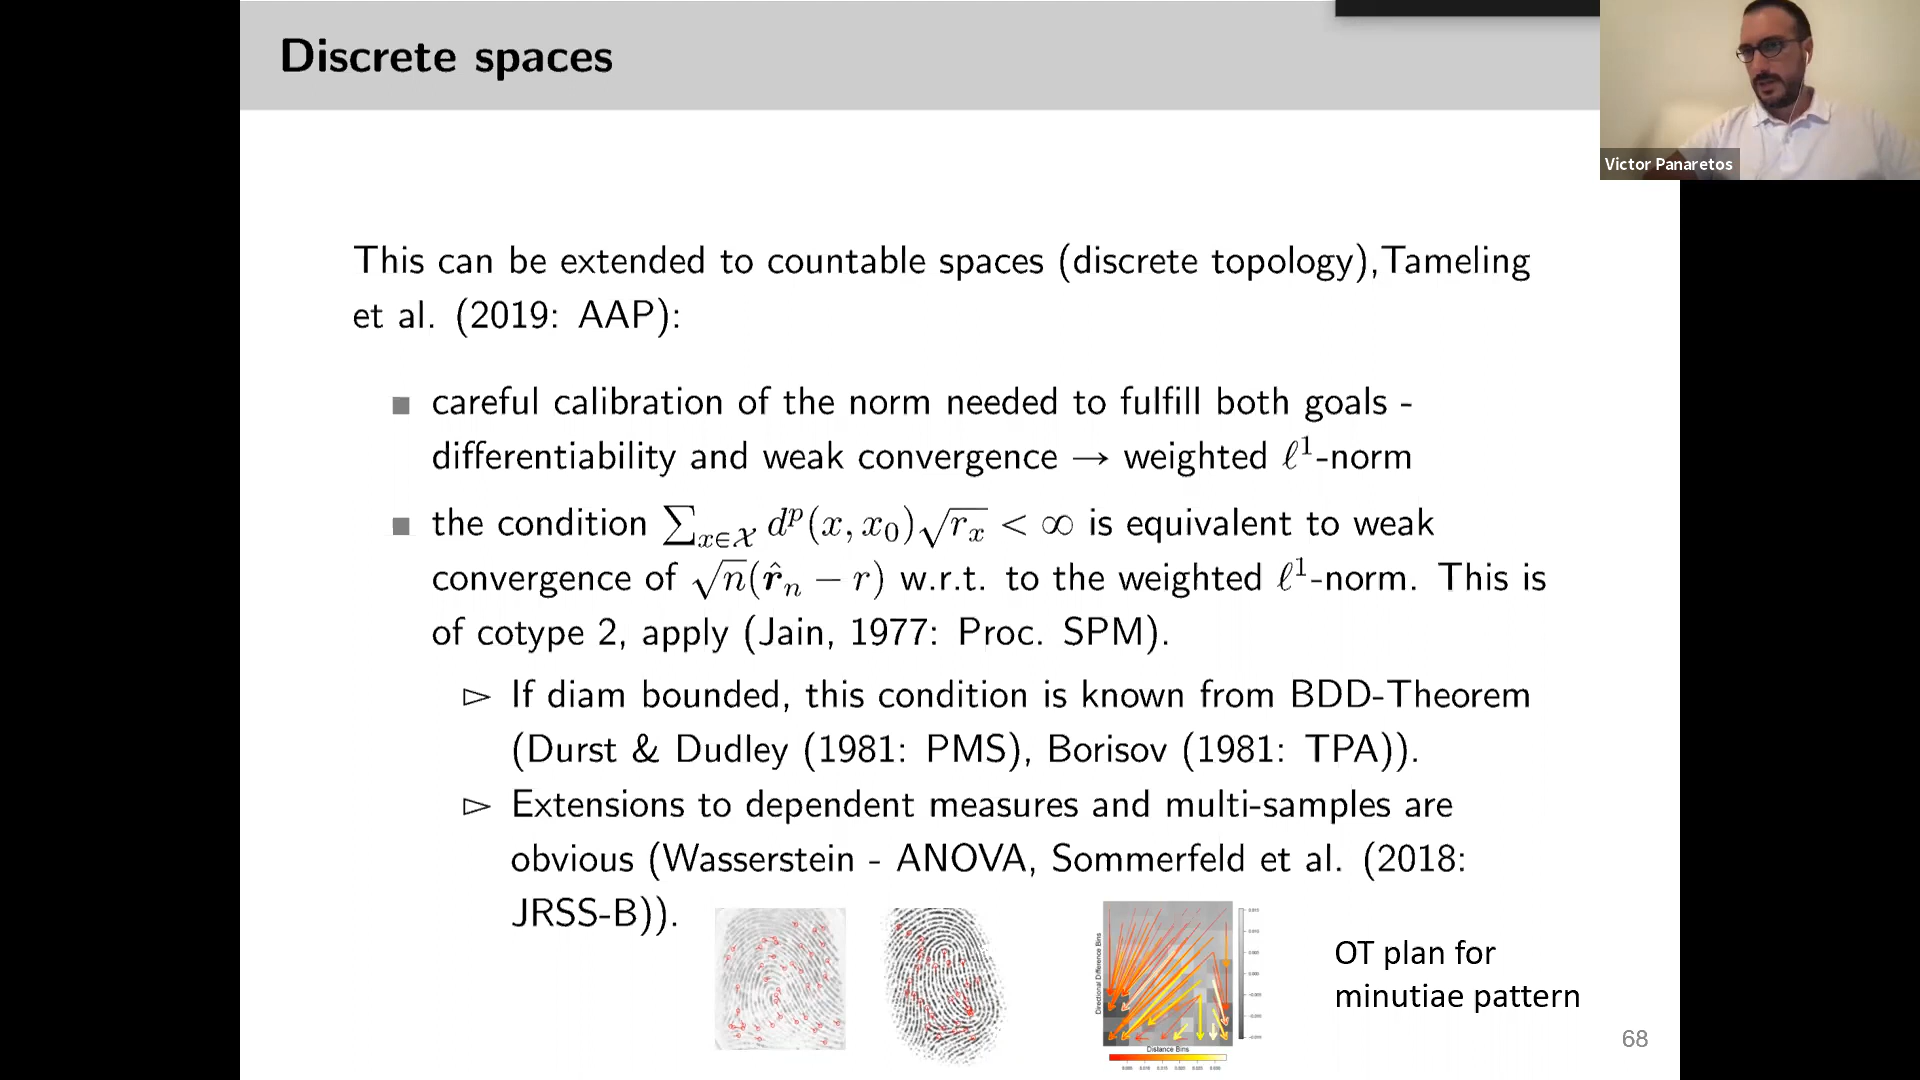 Discrete spaces
Victor Panaretos
This can be extended to countable spaces (discrete topology),Tameling
et al. (2019: AAP):
careful calibration of the norm needed to fulfill both goals -
differentiability and weak convergence → weighted ℓ¹-norm
the condition ∑_{x∈𝒳} d^p(x, x₀)√r_x < ∞ is equivalent to weak
convergence of √n(r̂_n − r) w.r.t. to the weighted ℓ¹-norm. This is
of cotype 2, apply (Jain, 1977: Proc. SPM).
▻ If diam bounded, this condition is known from BDD-Theorem
(Durst & Dudley (1981: PMS), Borisov (1981: TPA)).
▻ Extensions to dependent measures and multi-samples are
obvious (Wasserstein - ANOVA, Sommerfeld et al. (2018:
JRSS-B)).
Directional Difference Bins
Distance Bins
OT plan for
minutiae pattern
68